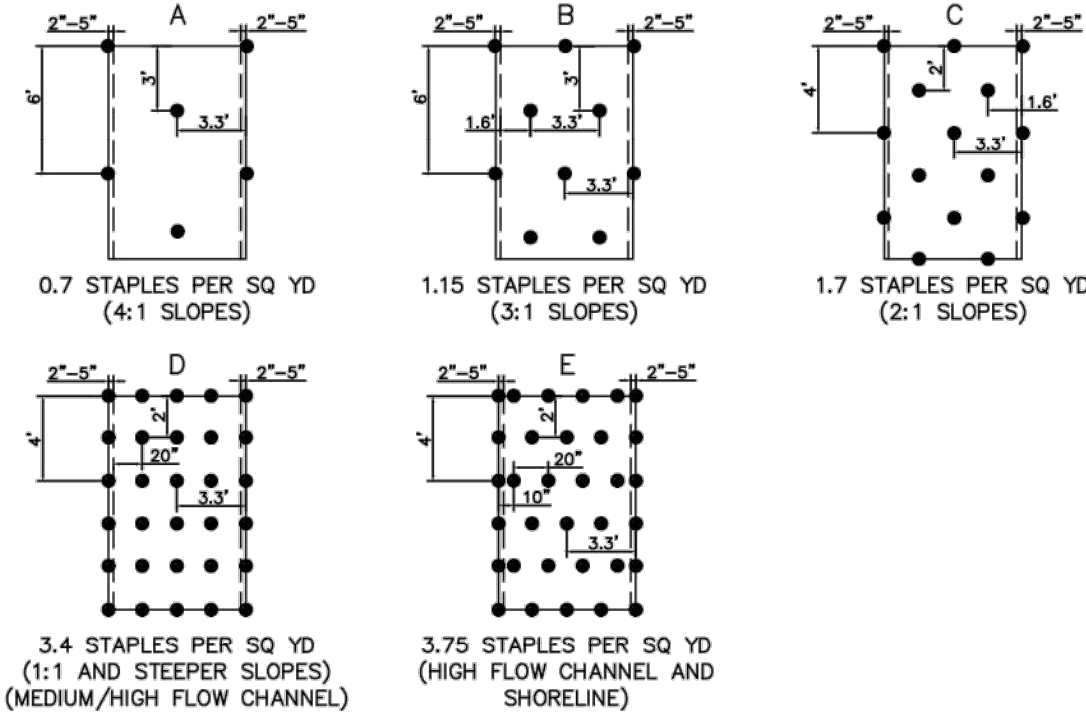 A
2"-5" 2"-5"
6'
3'
3.3'
0.7 STAPLES PER SQ YD
(4:1 SLOPES)
B
2"-5" 2"-5"
6'
3'
1.6' 3.3'
3.3'
1.15 STAPLES PER SQ YD
(3:1 SLOPES)
C
2"-5" 2"-5"
4'
2'
1.6'
3.3'
1.7 STAPLES PER SQ YD
(2:1 SLOPES)
D
2"-5" 2"-5"
4'
2'
20"
3.3'
3.4 STAPLES PER SQ YD
(1:1 AND STEEPER SLOPES)
(MEDIUM/HIGH FLOW CHANNEL)
E
2"-5" 2"-5"
4'
2'
20"
10"
3.3'
3.75 STAPLES PER SQ YD
(HIGH FLOW CHANNEL AND
SHORELINE)